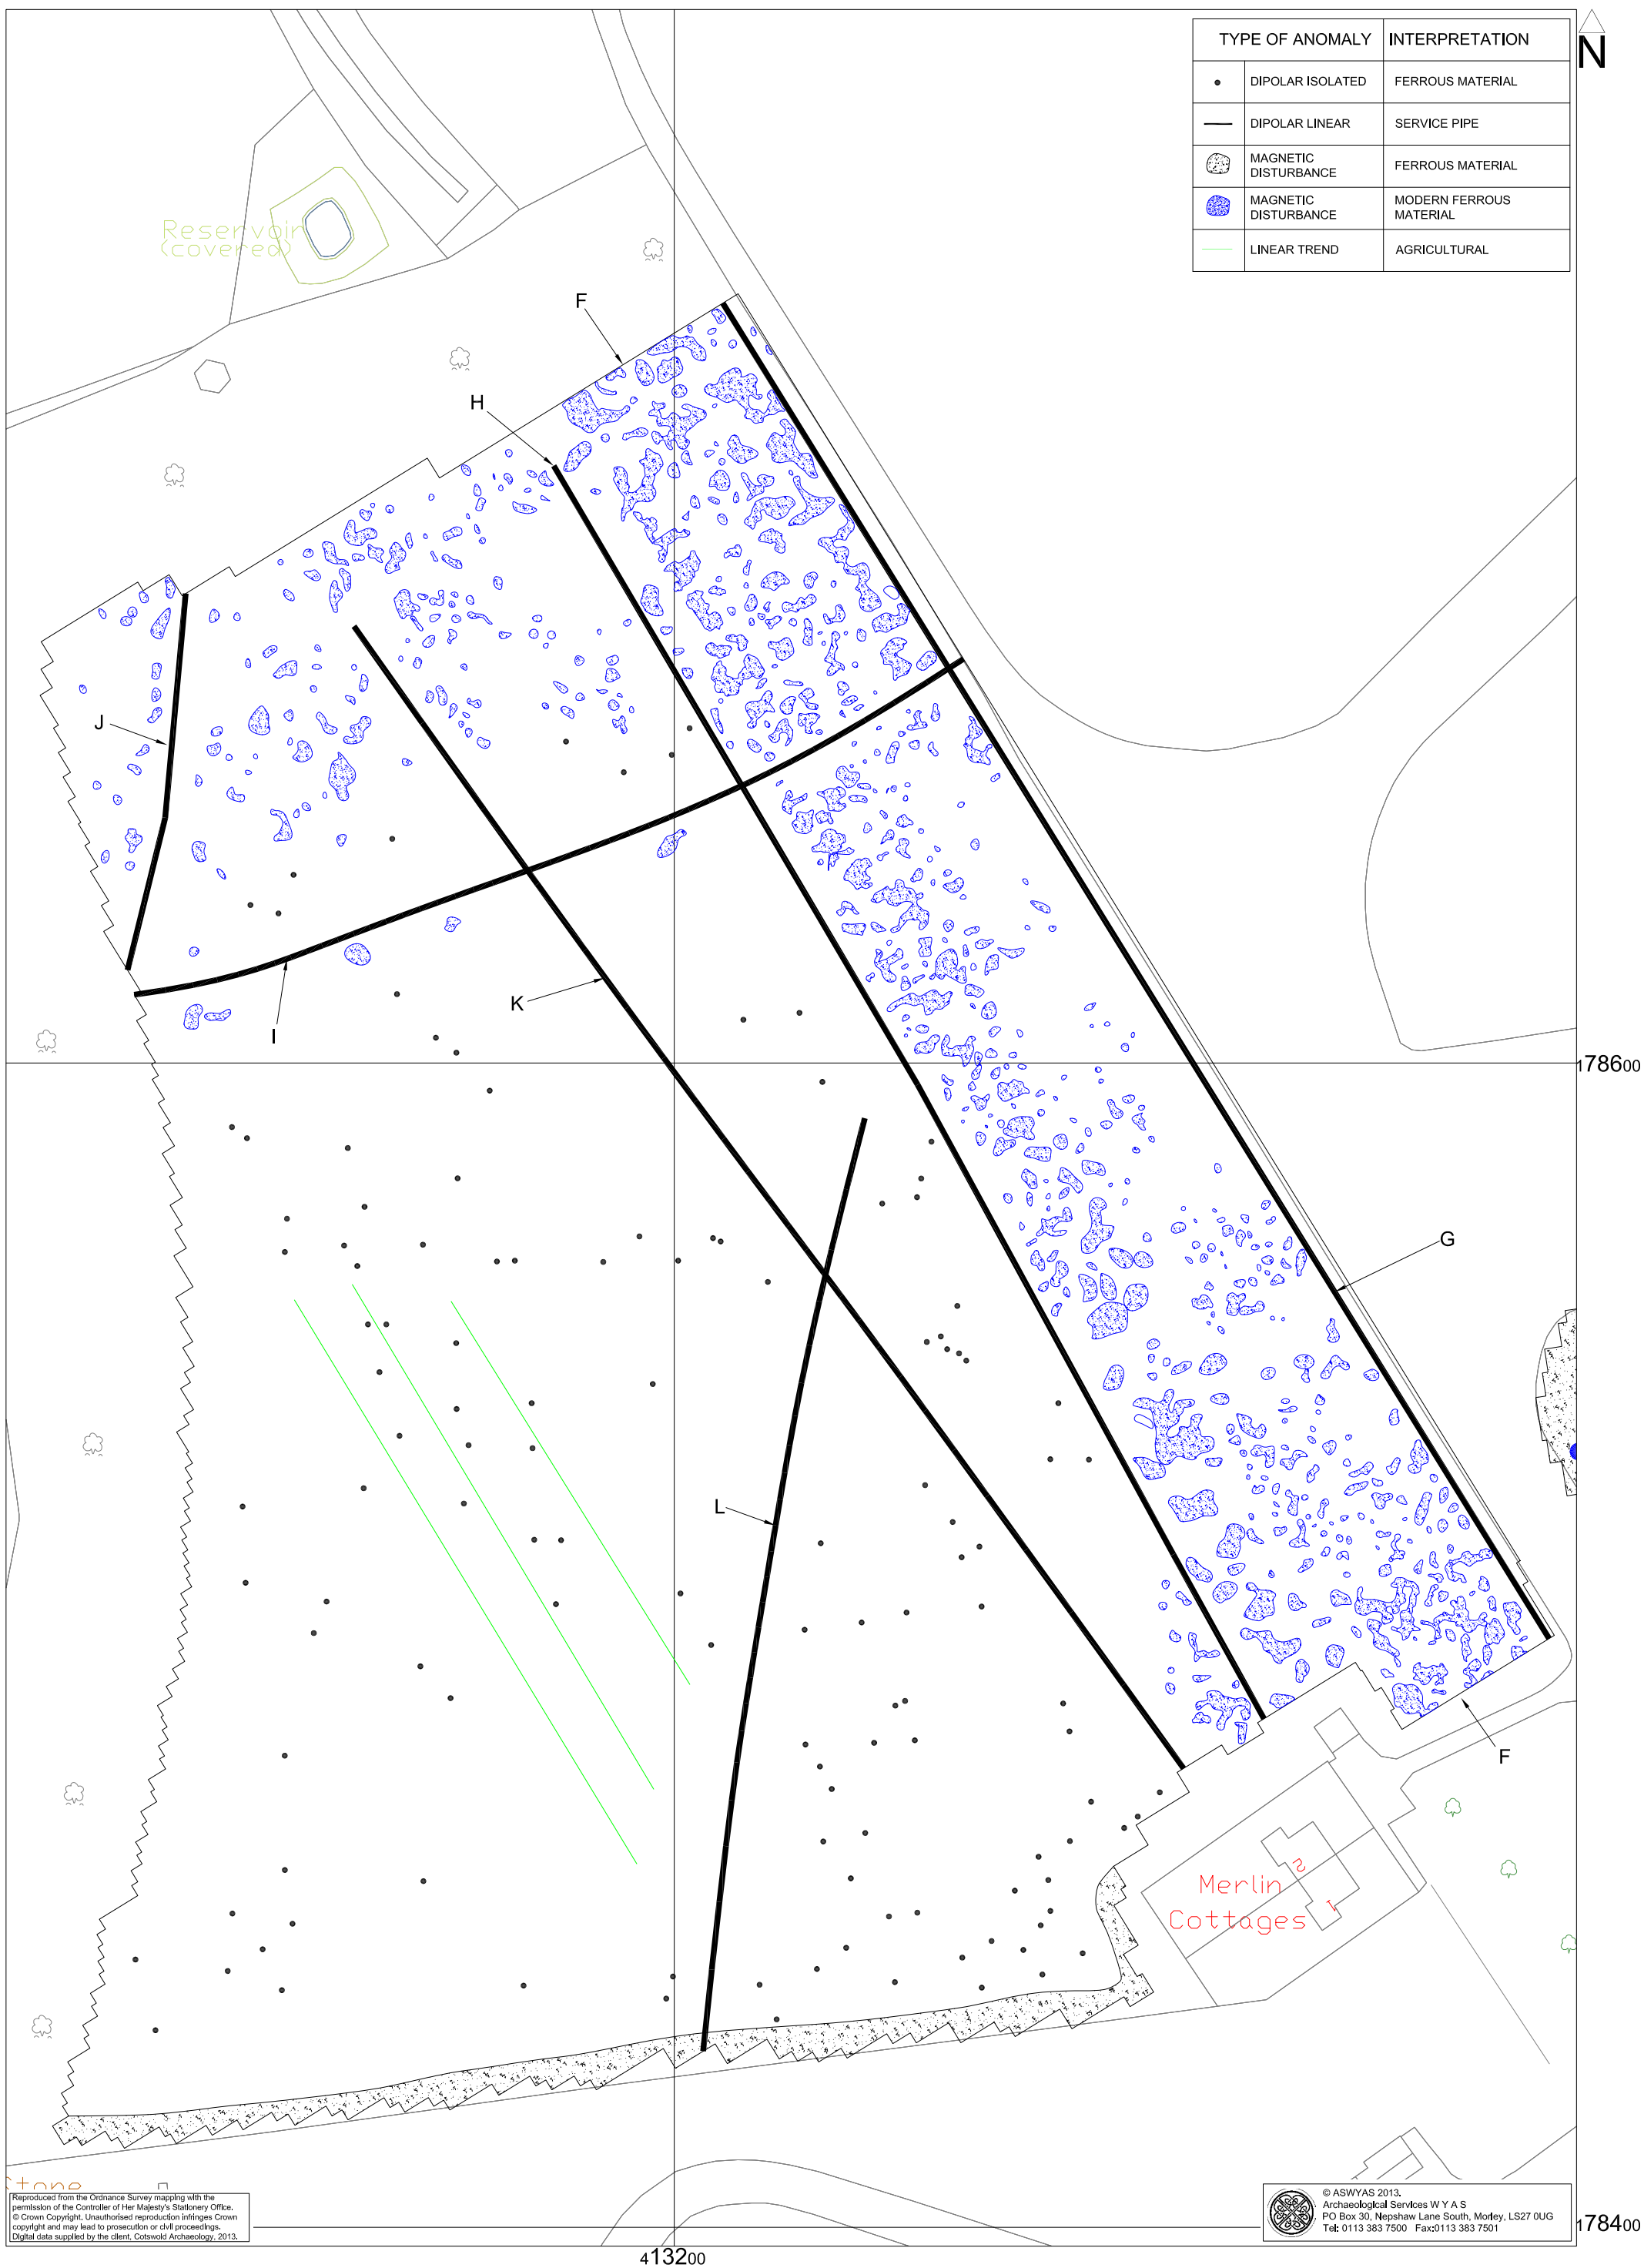 TYPE OF ANOMALY INTERPRETATION
DIPOLAR ISOLATED FERROUS MATERIAL
DIPOLAR LINEAR SERVICE PIPE
MAGNETIC
DISTURBANCE
FERROUS MATERIAL
MAGNETIC
DISTURBANCE
MODERN FERROUS
MATERIAL
LINEAR TREND AGRICULTURAL
N
Reservoir
(covered)
F
H
J
K
I
178600
G
L
F
Merlin
Cottages
2
1
Stone
Reproduced from the Ordnance Survey mapping with the
permission of the Controller of Her Majesty's Stationery Office.
© Crown Copyright. Unauthorised reproduction infringes Crown
copyright and may lead to prosecution or civil proceedings.
Digital data supplied by the client, Cotswold Archaeology, 2013.
© ASWYAS 2013.
Archaeological Services W Y A S
PO Box 30, Nepshaw Lane South, Morley, LS27 0UG
Tel: 0113 383 7500 Fax:0113 383 7501
178400
413200